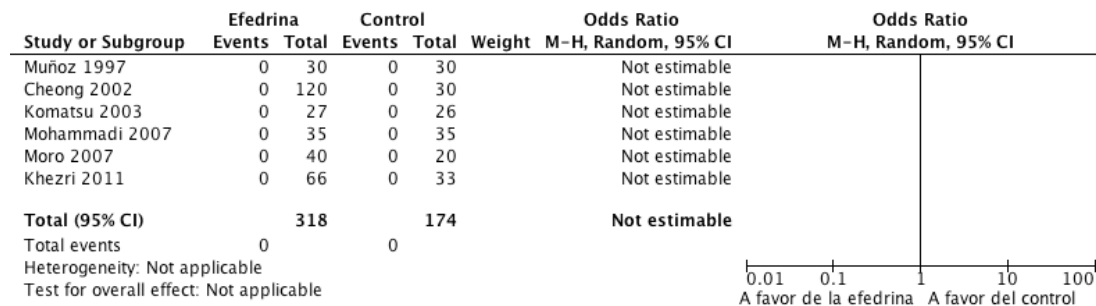 Efedrina Control Odds Ratio Odds Ratio
Study or Subgroup Events Total Events Total Weight M-H, Random, 95% CI M-H, Random, 95% CI
Muñoz 1997 0 30 0 30 Not estimable
Cheong 2002 0 120 0 30 Not estimable
Komatsu 2003 0 27 0 26 Not estimable
Mohammadi 2007 0 35 0 35 Not estimable
Moro 2007 0 40 0 20 Not estimable
Khezri 2011 0 66 0 33 Not estimable
Total (95% CI) 318 174 Not estimable
Total events 0 0
Heterogeneity: Not applicable
Test for overall effect: Not applicable
0.01 0.1 1 10 100
A favor de la efedrina A favor del control